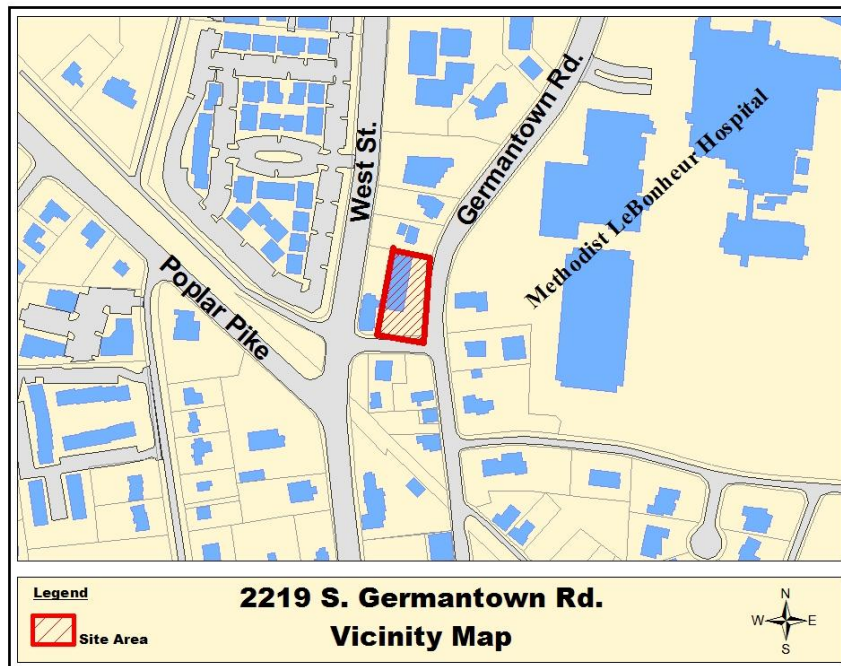 West St.
Germantown Rd.
Methodist LeBonheur Hospital
Poplar Pike
Legend
Site Area
2219 S. Germantown Rd.
Vicinity Map
N
W E
S